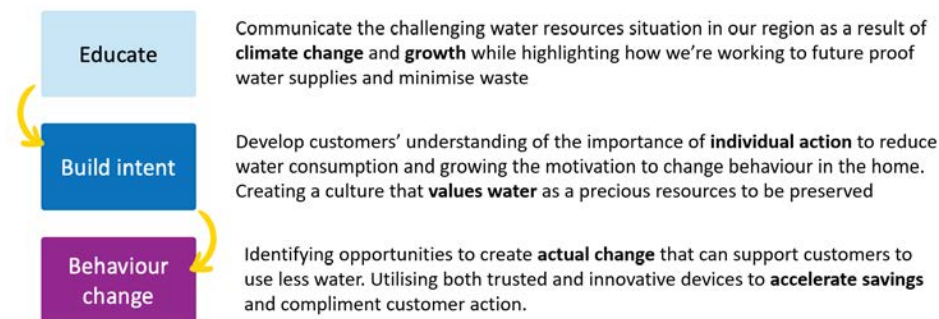 Educate
Communicate the challenging water resources situation in our region as a result of
climate change and growth while highlighting how we're working to future proof
water supplies and minimise waste
Build intent
Develop customers' understanding of the importance of individual action to reduce
water consumption and growing the motivation to change behaviour in the home.
Creating a culture that values water as a precious resources to be preserved
Behaviour
change
Identifying opportunities to create actual change that can support customers to
use less water. Utilising both trusted and innovative devices to accelerate savings
and compliment customer action.